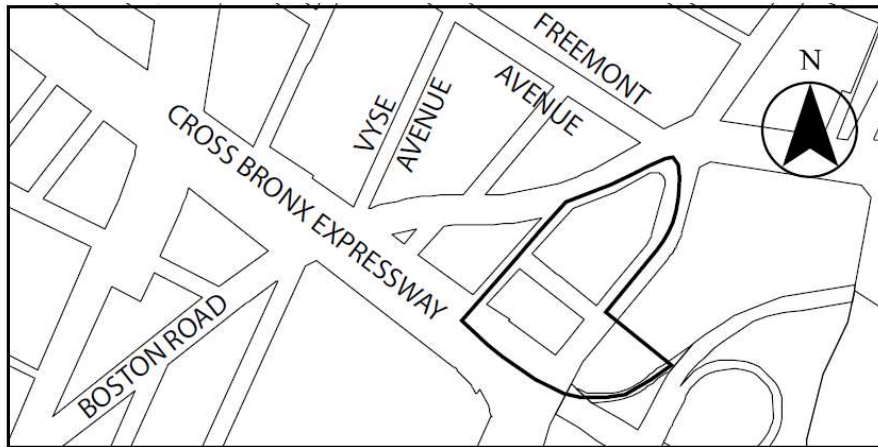 FREEMONT
AVENUE
N
VYSE
AVENUE
CROSS BRONX EXPRESSWAY
BOSTON ROAD